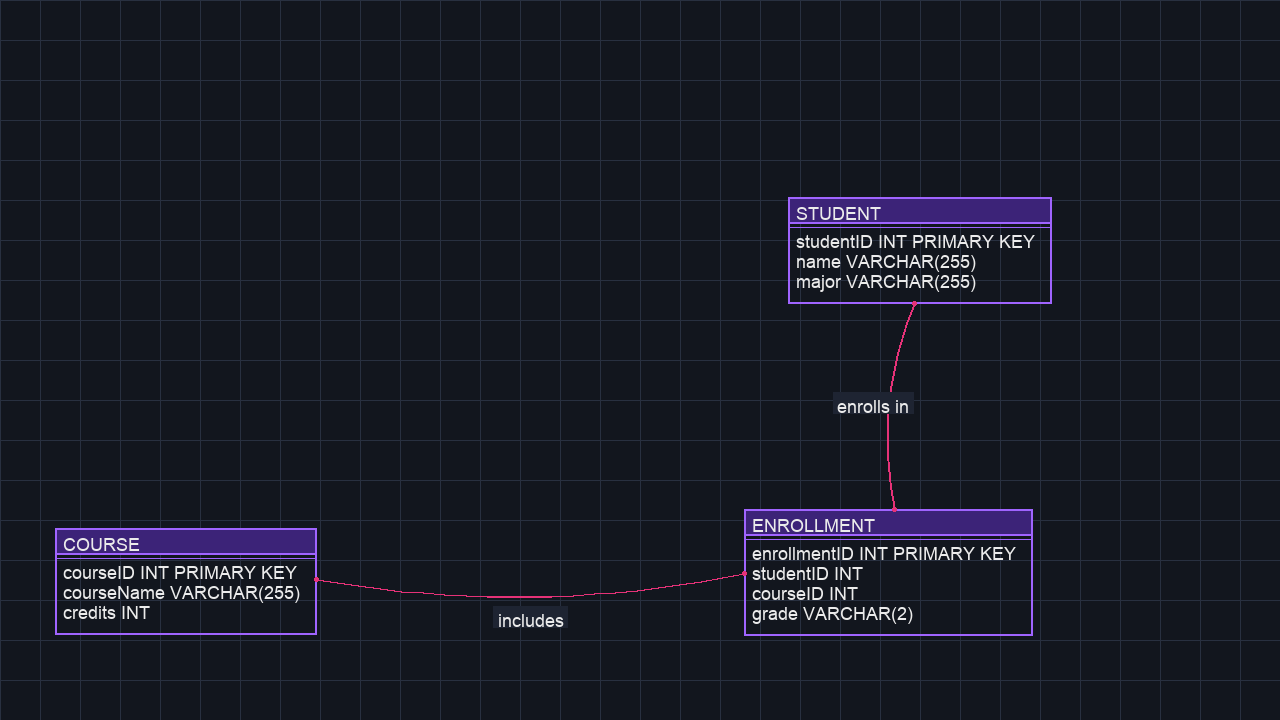 STUDENT
studentID INT PRIMARY KEY
name VARCHAR(255)
major VARCHAR(255)
enrolls in
COURSE
courseID INT PRIMARY KEY
courseName VARCHAR(255)
credits INT
includes
ENROLLMENT
enrollmentID INT PRIMARY KEY
studentID INT
courseID INT
grade VARCHAR(2)